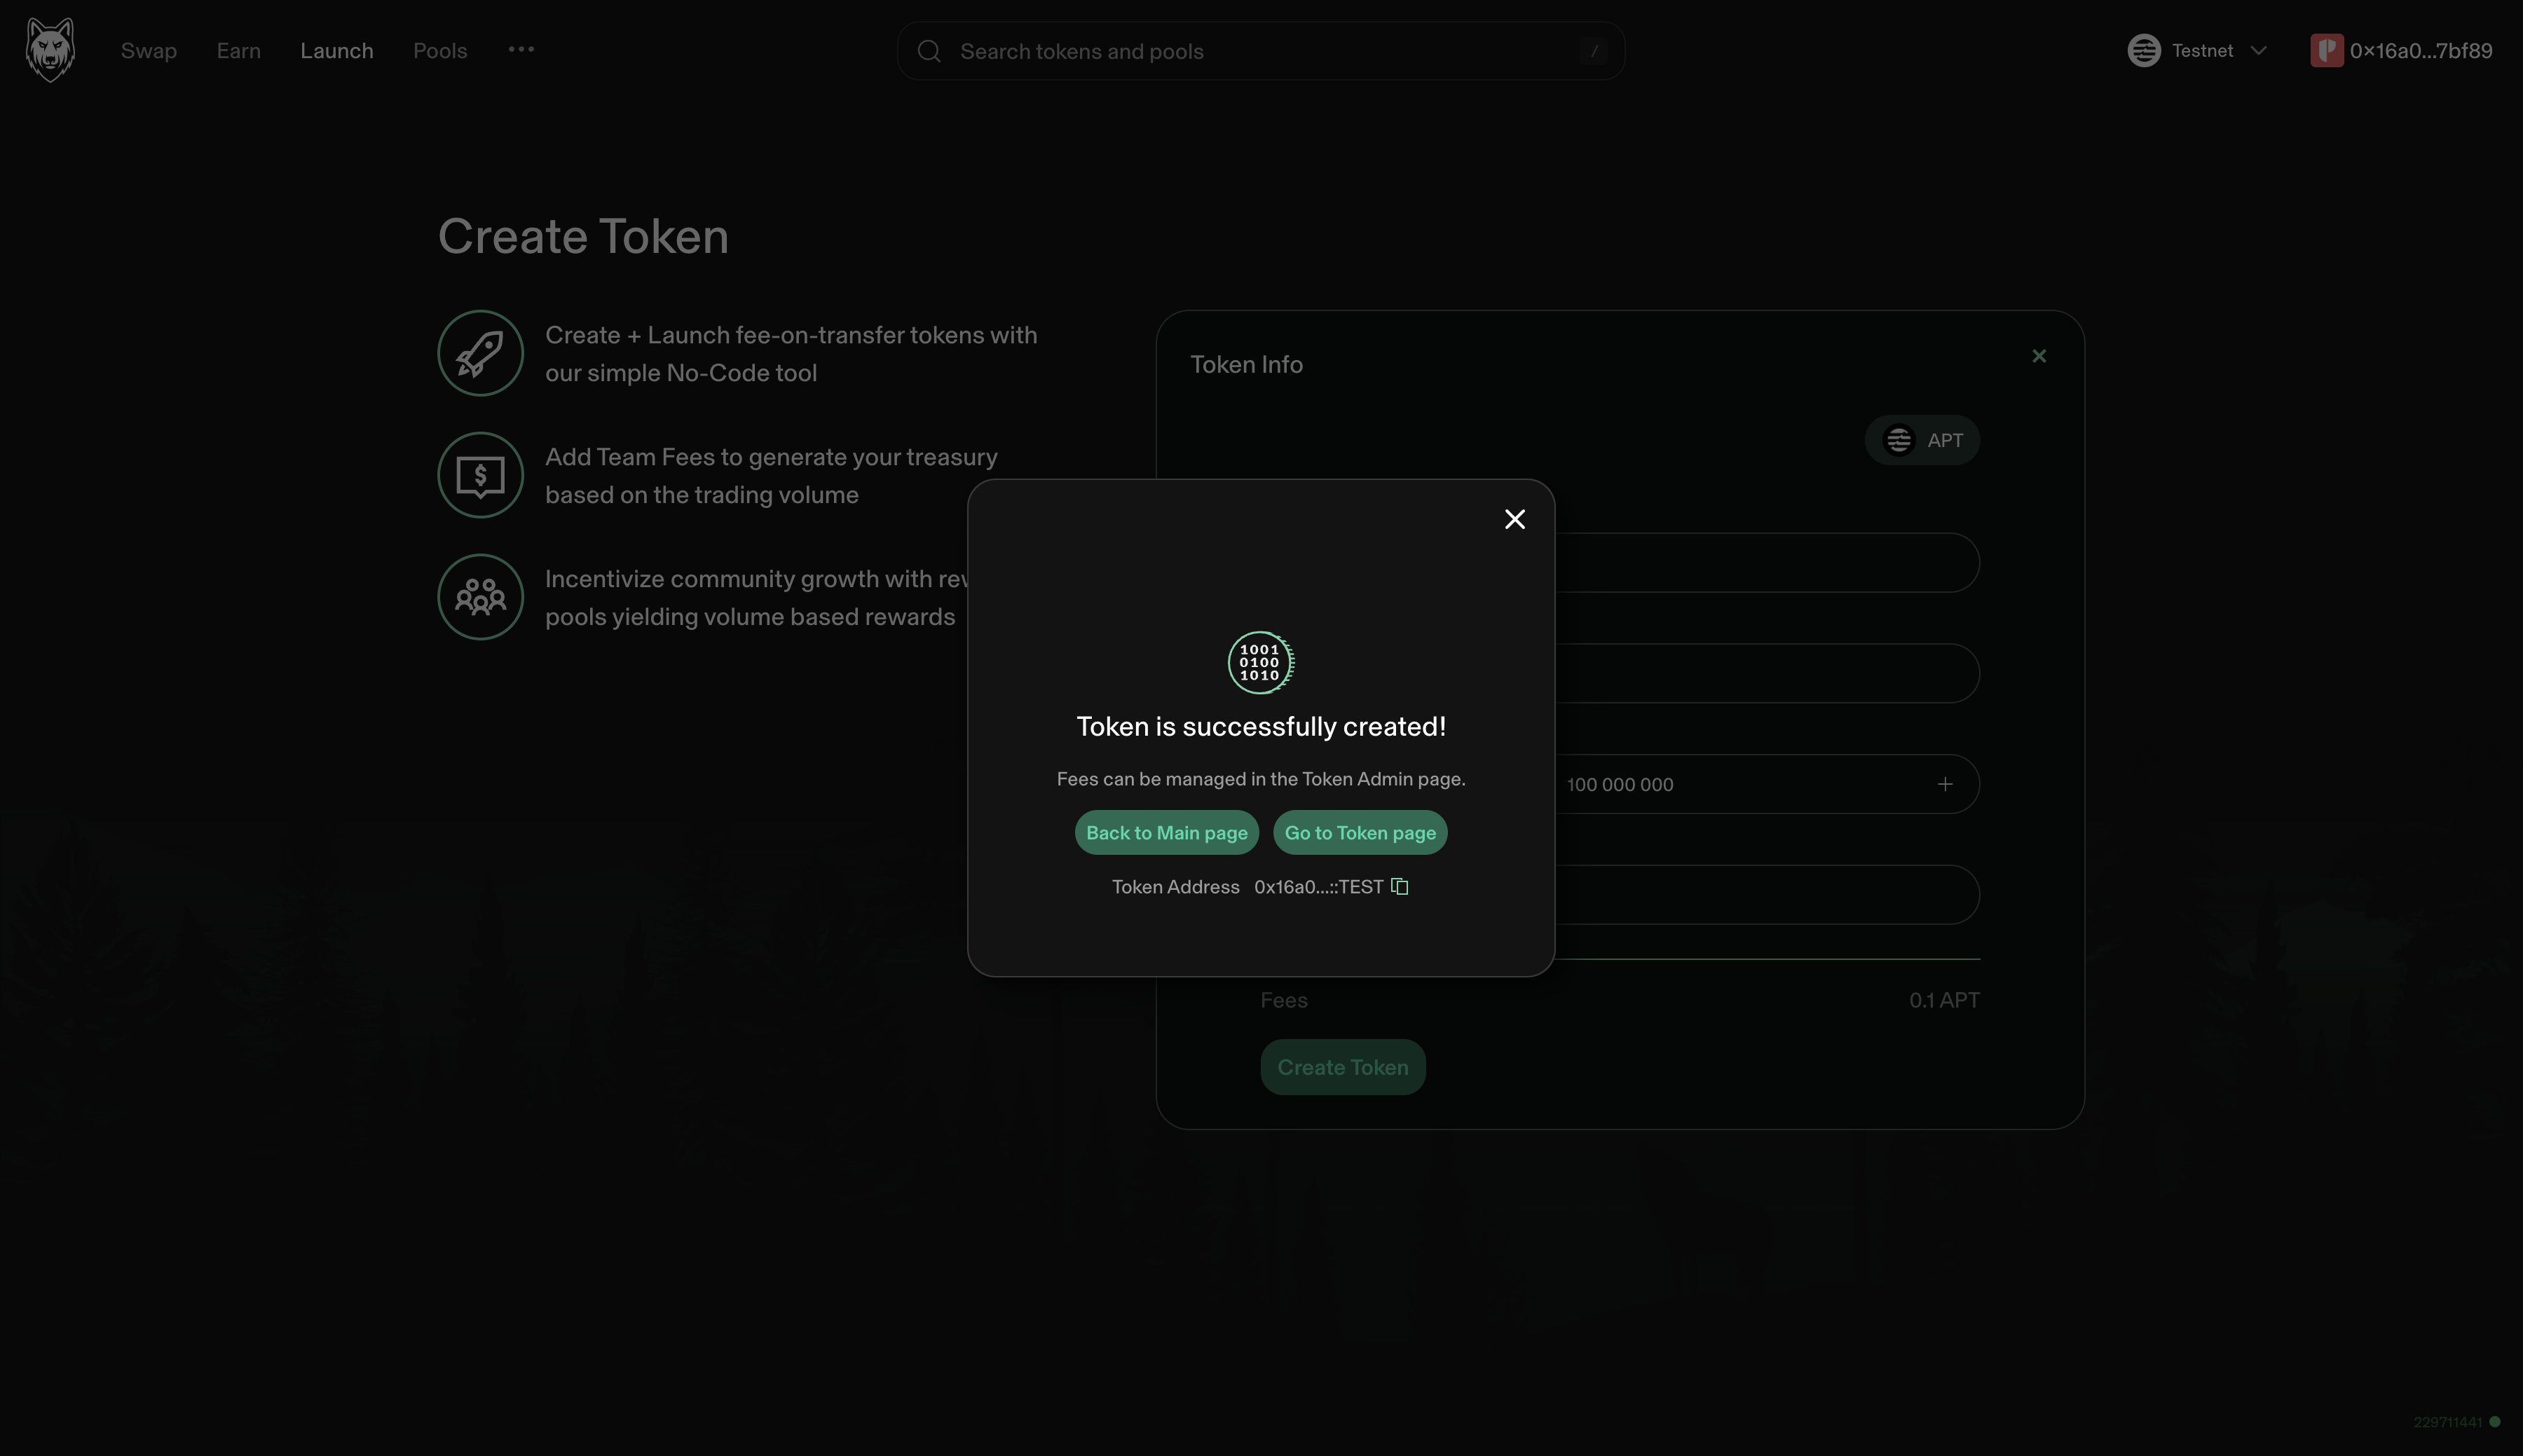 Swap
Earn
Launch
Pools
Search tokens and pools
/
Testnet
0×16a0...7bf89
Create Token
Create + Launch fee-on-transfer tokens with
our simple No-Code tool
Add Team Fees to generate your treasury
based on the trading volume
Incentivize community growth with
pools yielding volume based rewards
Token Info
APT
1001
0100
1010
Token is successfully created!
Fees can be managed in the Token Admin page.
Back to Main page
Go to Token page
Token Address 0x16a0...::TEST
100 000 000
Fees
0.1 APT
Create Token
229711441